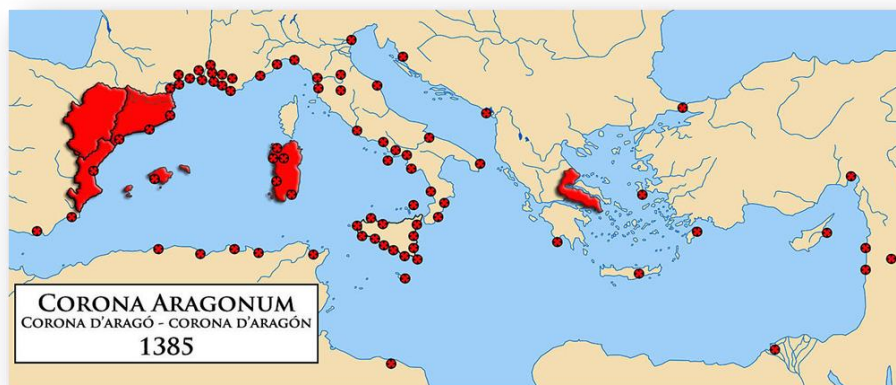 CORONA ARAGONUM
CORONA D'ARAGÓ - CORONA D'ARAGÓN
1385